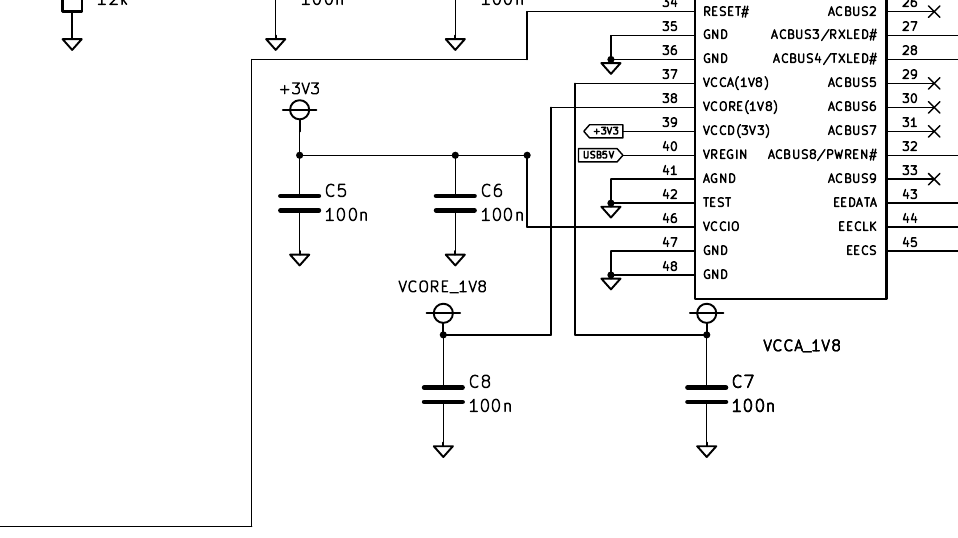 12k
100n
100n
34
RESET#
ACBUS2
26
35
GND
ACBUS3/RXLED#
27
36
GND
ACBUS4/TXLED#
28
37
VCCA(1V8)
ACBUS5
29
+3V3
38
VCORE(1V8)
ACBUS6
30
+3V3
39
VCCD(3V3)
ACBUS7
31
USB5V
40
VREGIN
ACBUS8/PWREN#
32
41
AGND
ACBUS9
33
C5
100n
C6
100n
42
TEST
EEDATA
43
46
VCCIO
EECLK
44
47
GND
EECS
45
48
GND
VCORE_1V8
VCCA_1V8
C8
100n
C7
100n